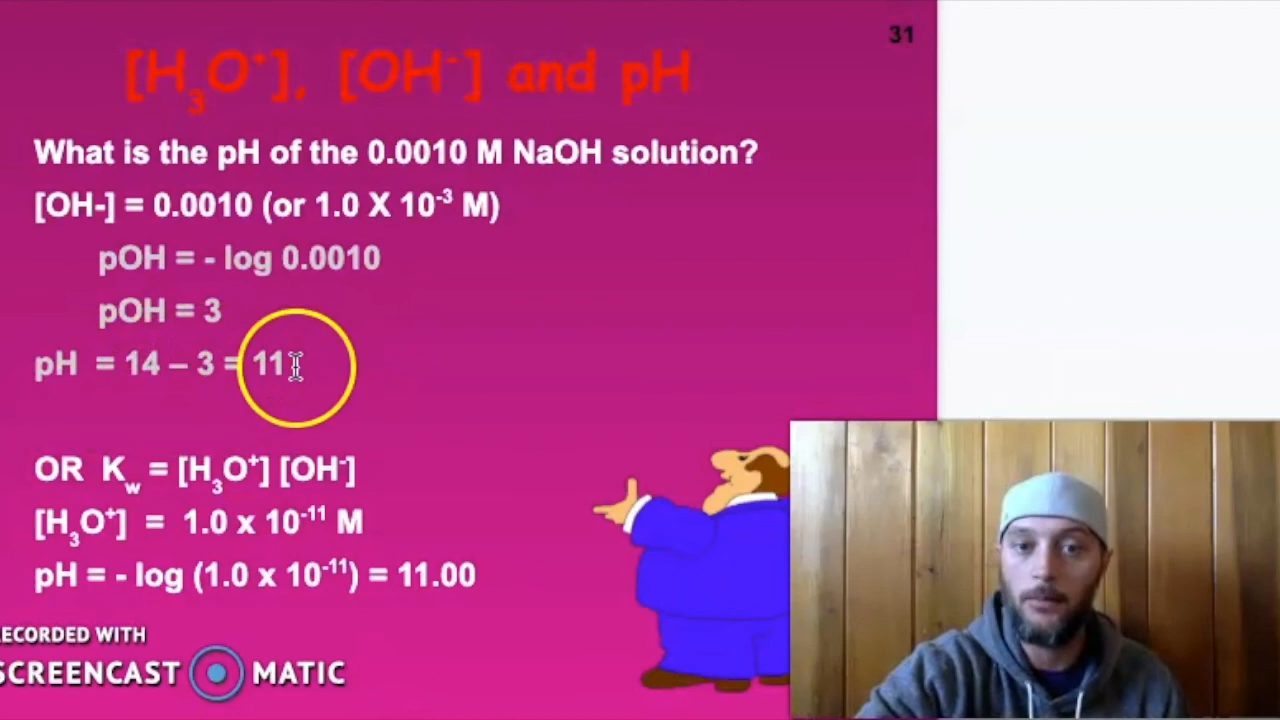 31
[H₃O⁺], [OH⁻] and pH
What is the pH of the 0.0010 M NaOH solution?
[OH-] = 0.0010 (or 1.0 X 10⁻³ M)
pOH = - log 0.0010
pOH = 3
pH = 14 – 3 = 11
OR K_w = [H₃O⁺] [OH⁻]
[H₃O⁺] = 1.0 x 10⁻¹¹ M
pH = - log (1.0 x 10⁻¹¹) = 11.00
RECORDED WITH
SCREENCAST MATIC